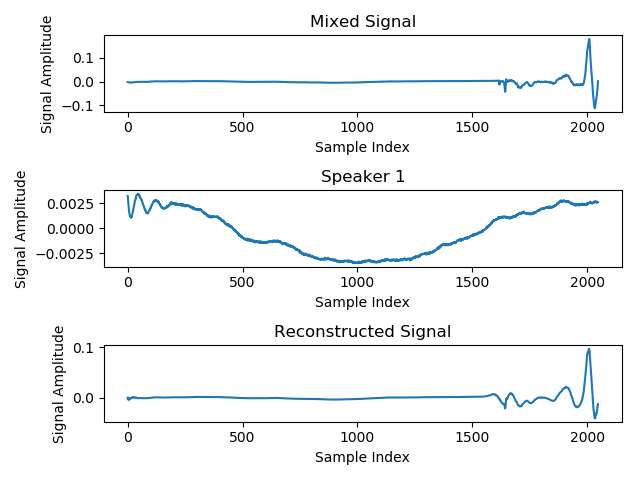 Mixed Signal
Signal Amplitude
0.1
0.0
−0.1
0 500 1000 1500 2000
Sample Index
Speaker 1
Signal Amplitude
0.0025
0.0000
−0.0025
0 500 1000 1500 2000
Sample Index
Reconstructed Signal
Signal Amplitude
0.1
0.0
0 500 1000 1500 2000
Sample Index